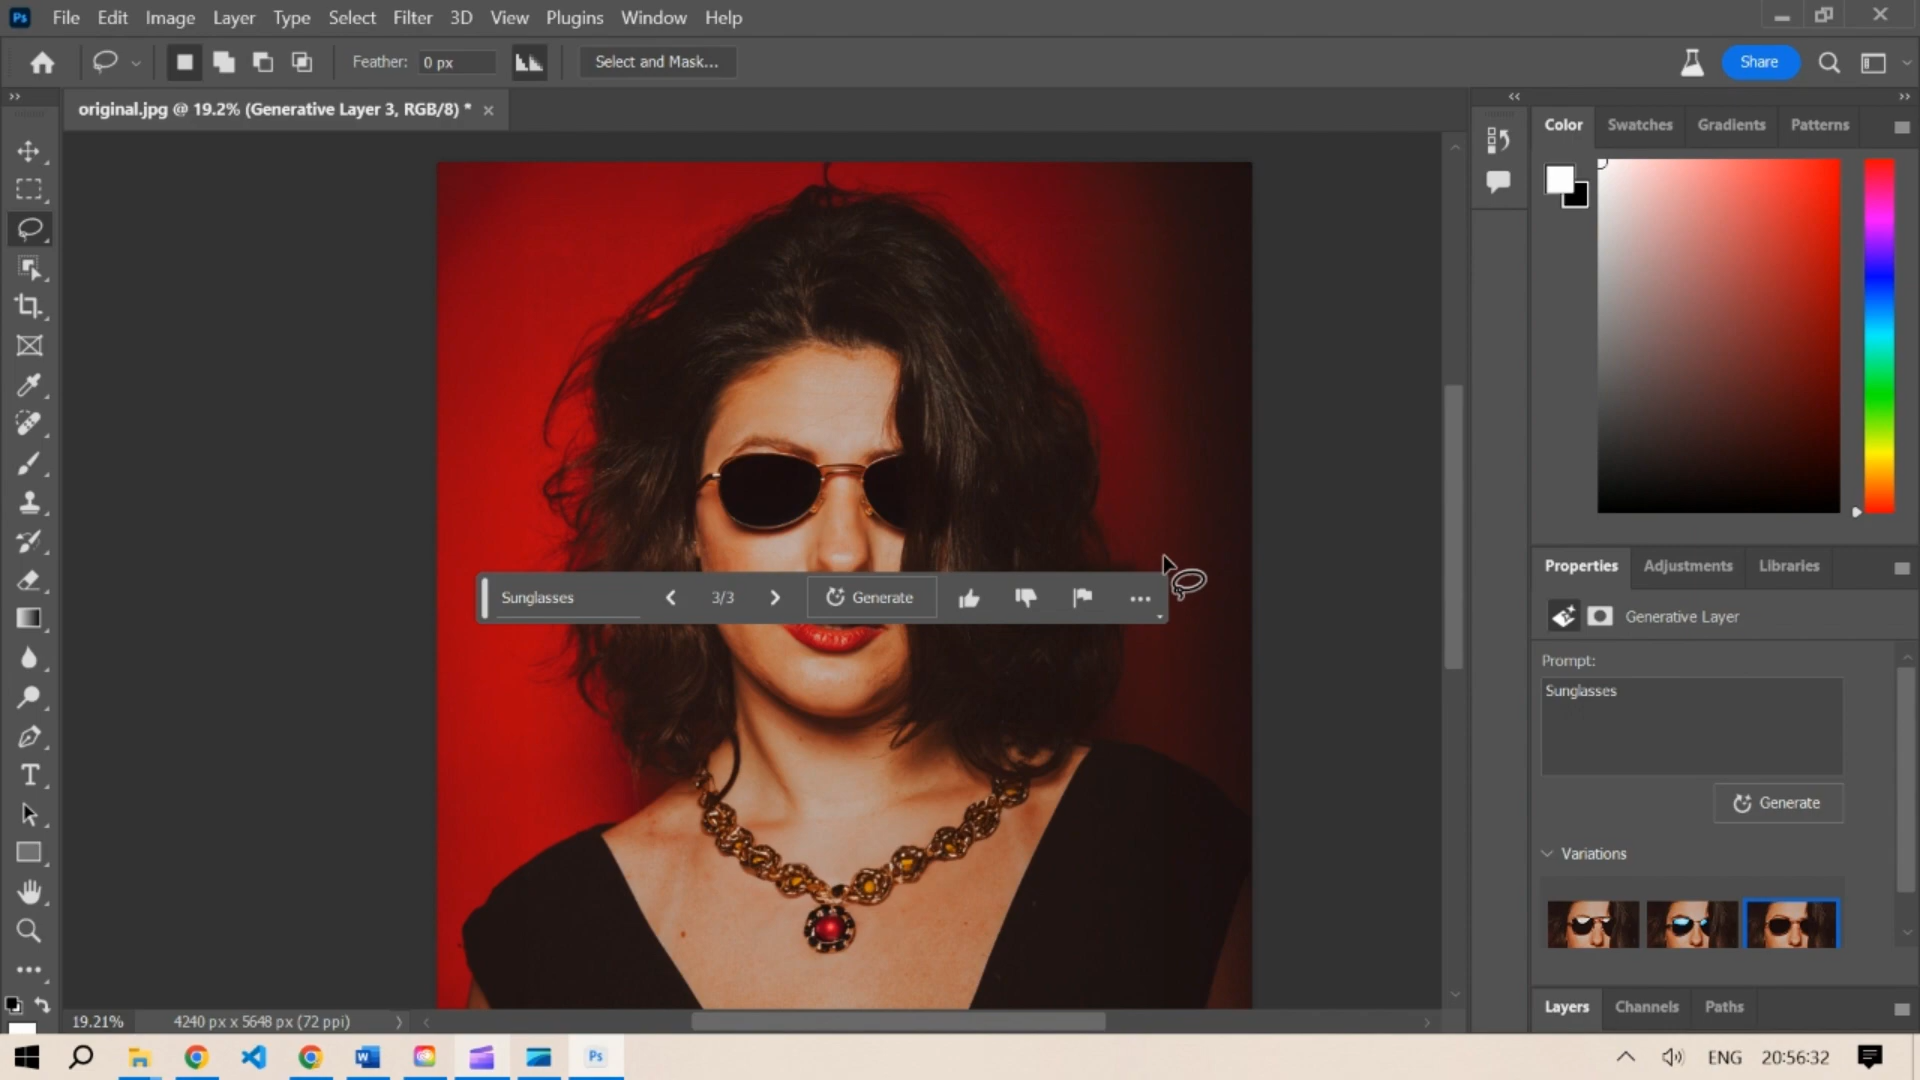 Ps File Edit Image Layer Type Select Filter 3D View Plugins Window Help
Feather: 0 px Select and Mask... Share
original.jpg @ 19.2% (Generative Layer 3, RGB/8) *
Color Swatches Gradients Patterns
Properties Adjustments Libraries
Sunglasses 3/3 Generate
Generative Layer
Prompt:
Sunglasses
Generate
Variations
Layers Channels Paths
19.21% 4240 px x 5648 px (72 ppi)
W Ps ENG 20:56:32